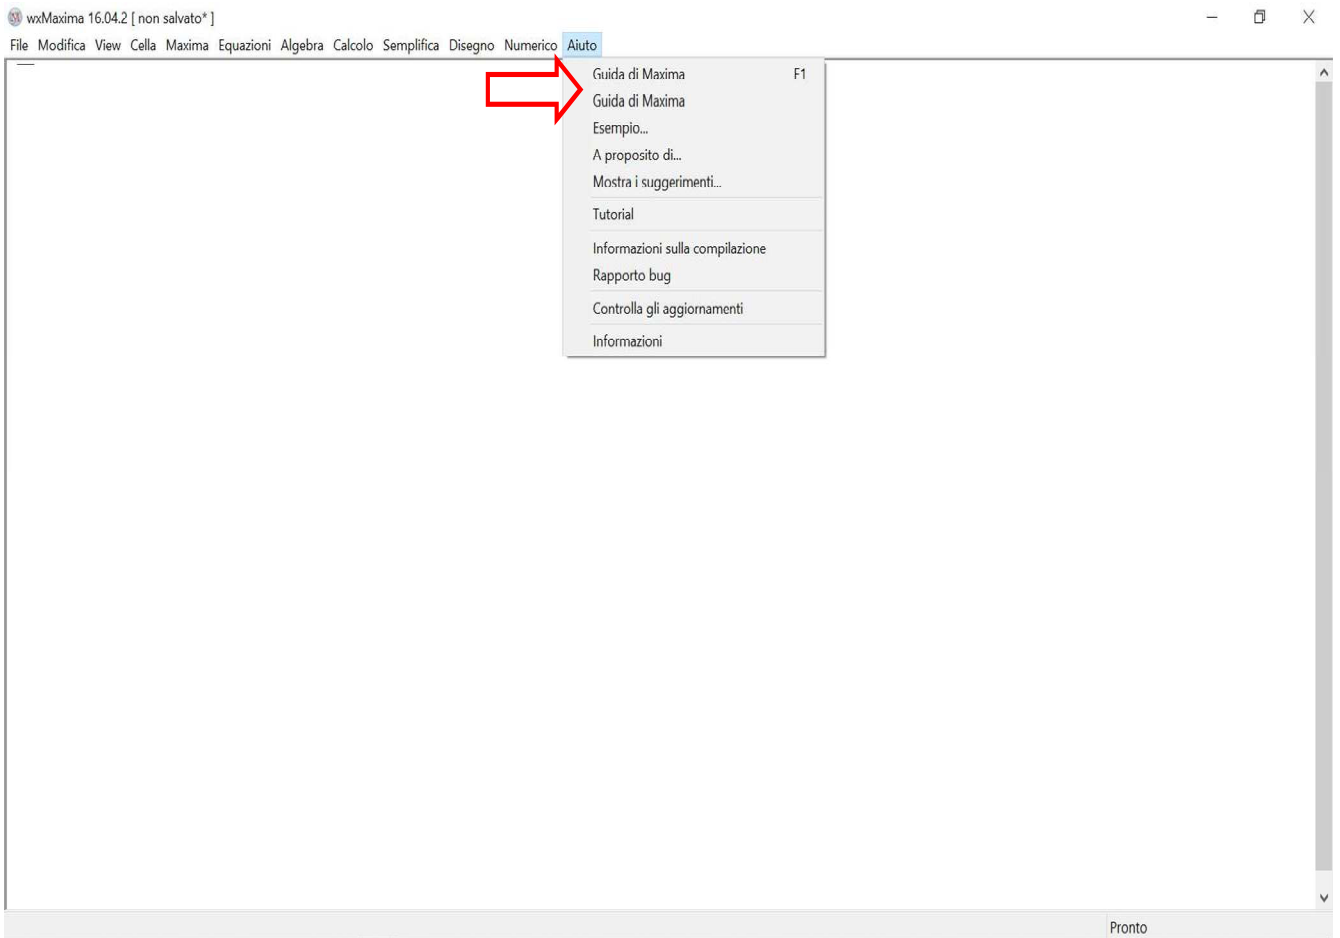 wxMaxima 16.04.2 [ non salvato* ]
File Modifica View Cella Maxima Equazioni Algebra Calcolo Semplifica Disegno Numerico Aiuto
Guida di Maxima F1
Guida di Maxima
Esempio...
A proposito di...
Mostra i suggerimenti...
Tutorial
Informazioni sulla compilazione
Rapporto bug
Controlla gli aggiornamenti
Informazioni
Pronto